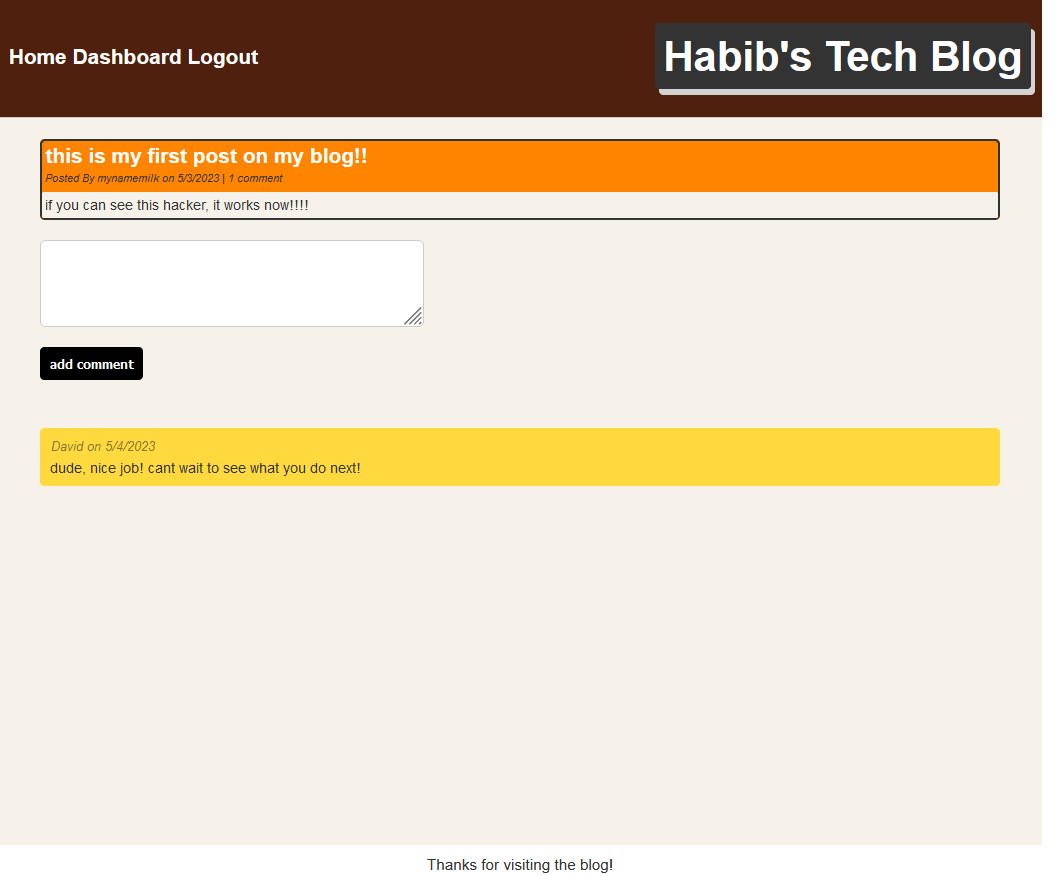 Home Dashboard Logout
Habib's Tech Blog
this is my first post on my blog!!
Posted By mynamemilk on 5/3/2023 | 1 comment
if you can see this hacker, it works now!!!!
add comment
David on 5/4/2023
dude, nice job! cant wait to see what you do next!
Thanks for visiting the blog!